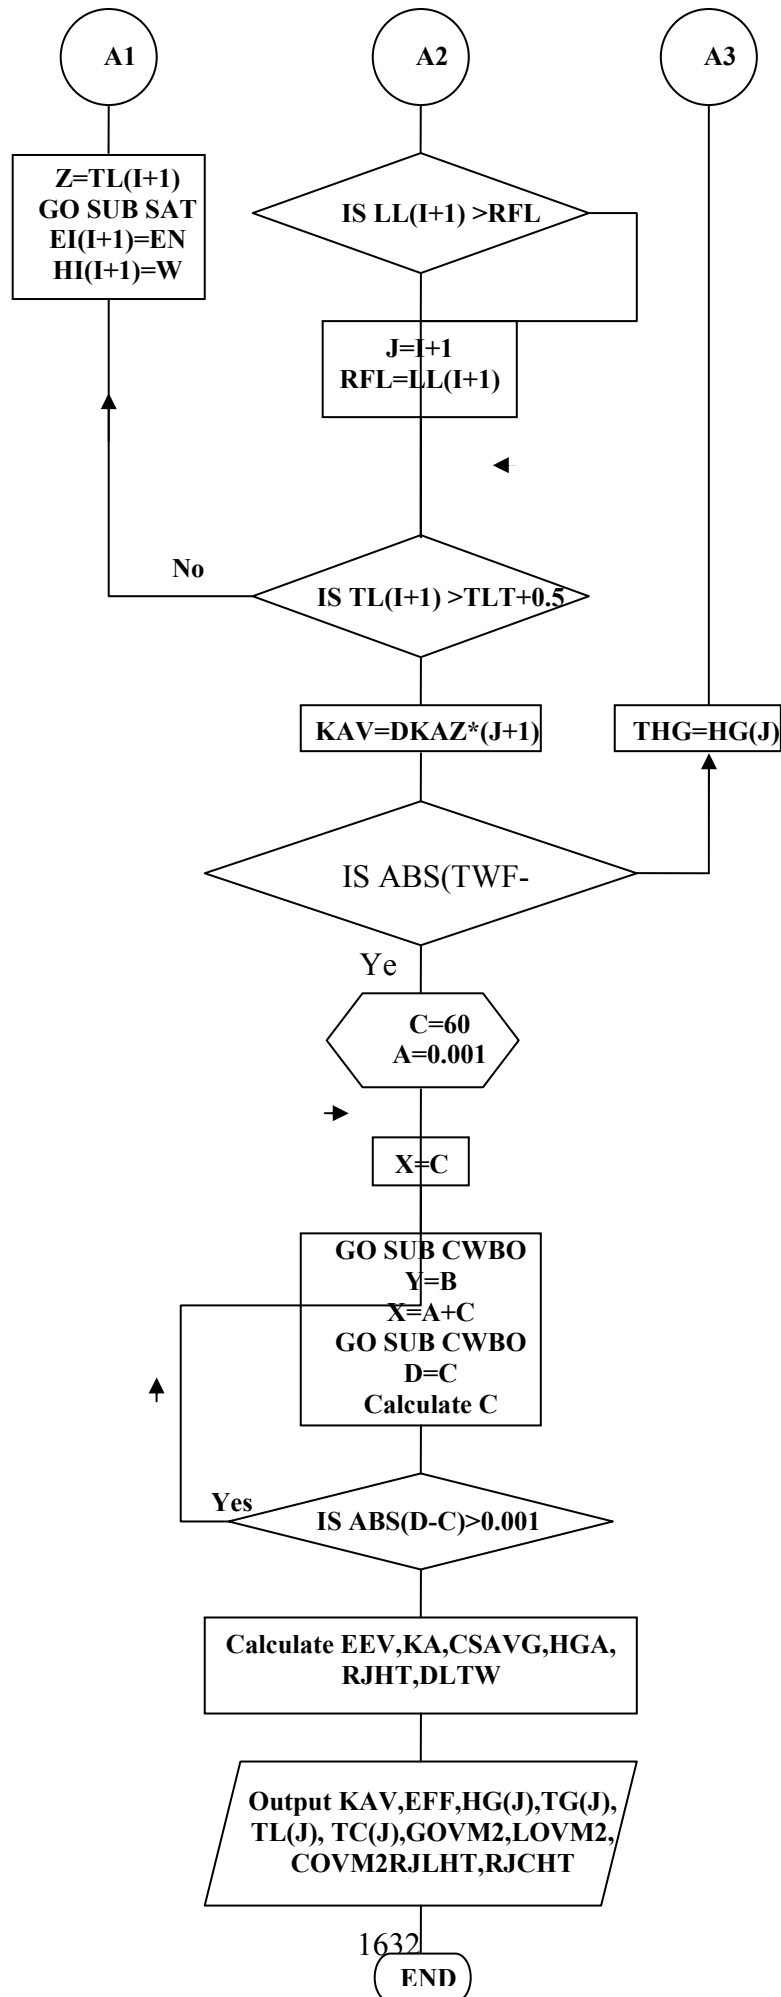 A1
A2
A3
Z=TL(I+1)
GO SUB SAT
EI(I+1)=EN
HI(I+1)=W
IS LL(I+1) >RFL
J=I+1
RFL=LL(I+1)
No
IS TL(I+1) >TLT+0.5
KAV=DKAZ*(J+1)
THG=HG(J)
IS ABS(TWF-
Ye
C=60
A=0.001
X=C
GO SUB CWBO
Y=B
X=A+C
GO SUB CWBO
D=C
Calculate C
Yes
IS ABS(D-C)>0.001
Calculate EEV,KA,CSAVG,HGA,
RJHT,DLTW
Output KAV,EFF,HG(J),TG(J),
TL(J), TC(J),GOVM2,LOVM2,
COVM2RJLHT,RJCHT
1632
END